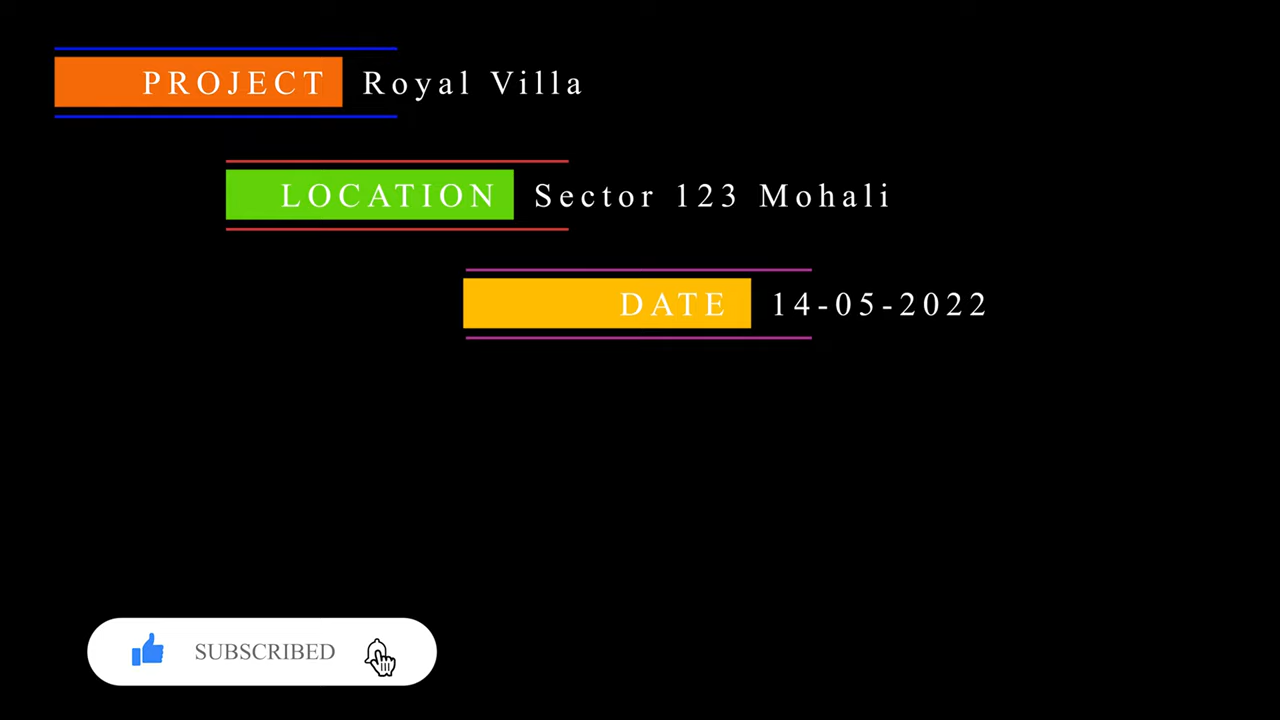 PROJECT Royal Villa
LOCATION Sector 123 Mohali
DATE 14-05-2022
SUBSCRIBED